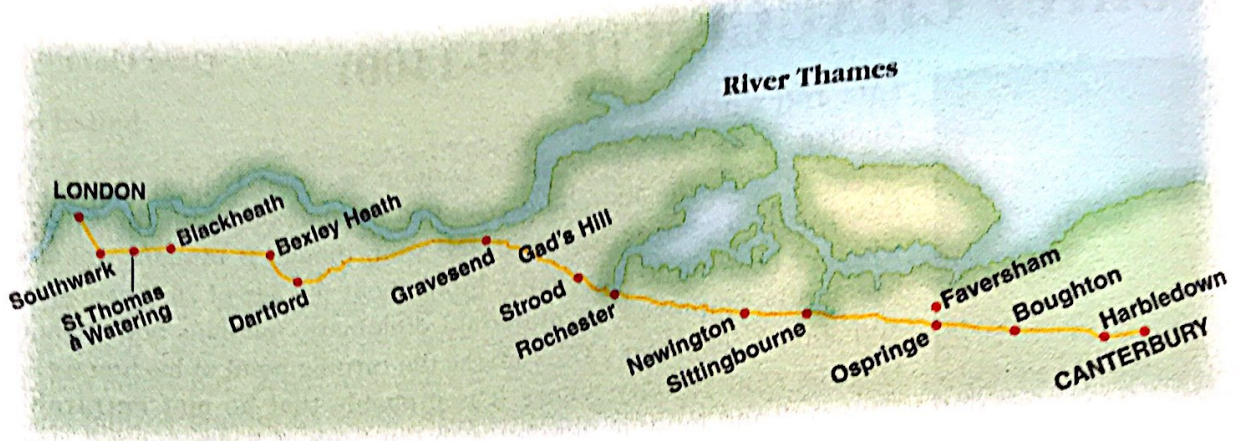 River Thames
LONDON
Southwark
St Thomas
à Watering
Blackheath
Bexley Heath
Dartford
Gravesend
Gad's Hill
Strood
Rochester
Newington
Sittingbourne
Ospringe
Faversham
Boughton
Harbledown
CANTERBURY